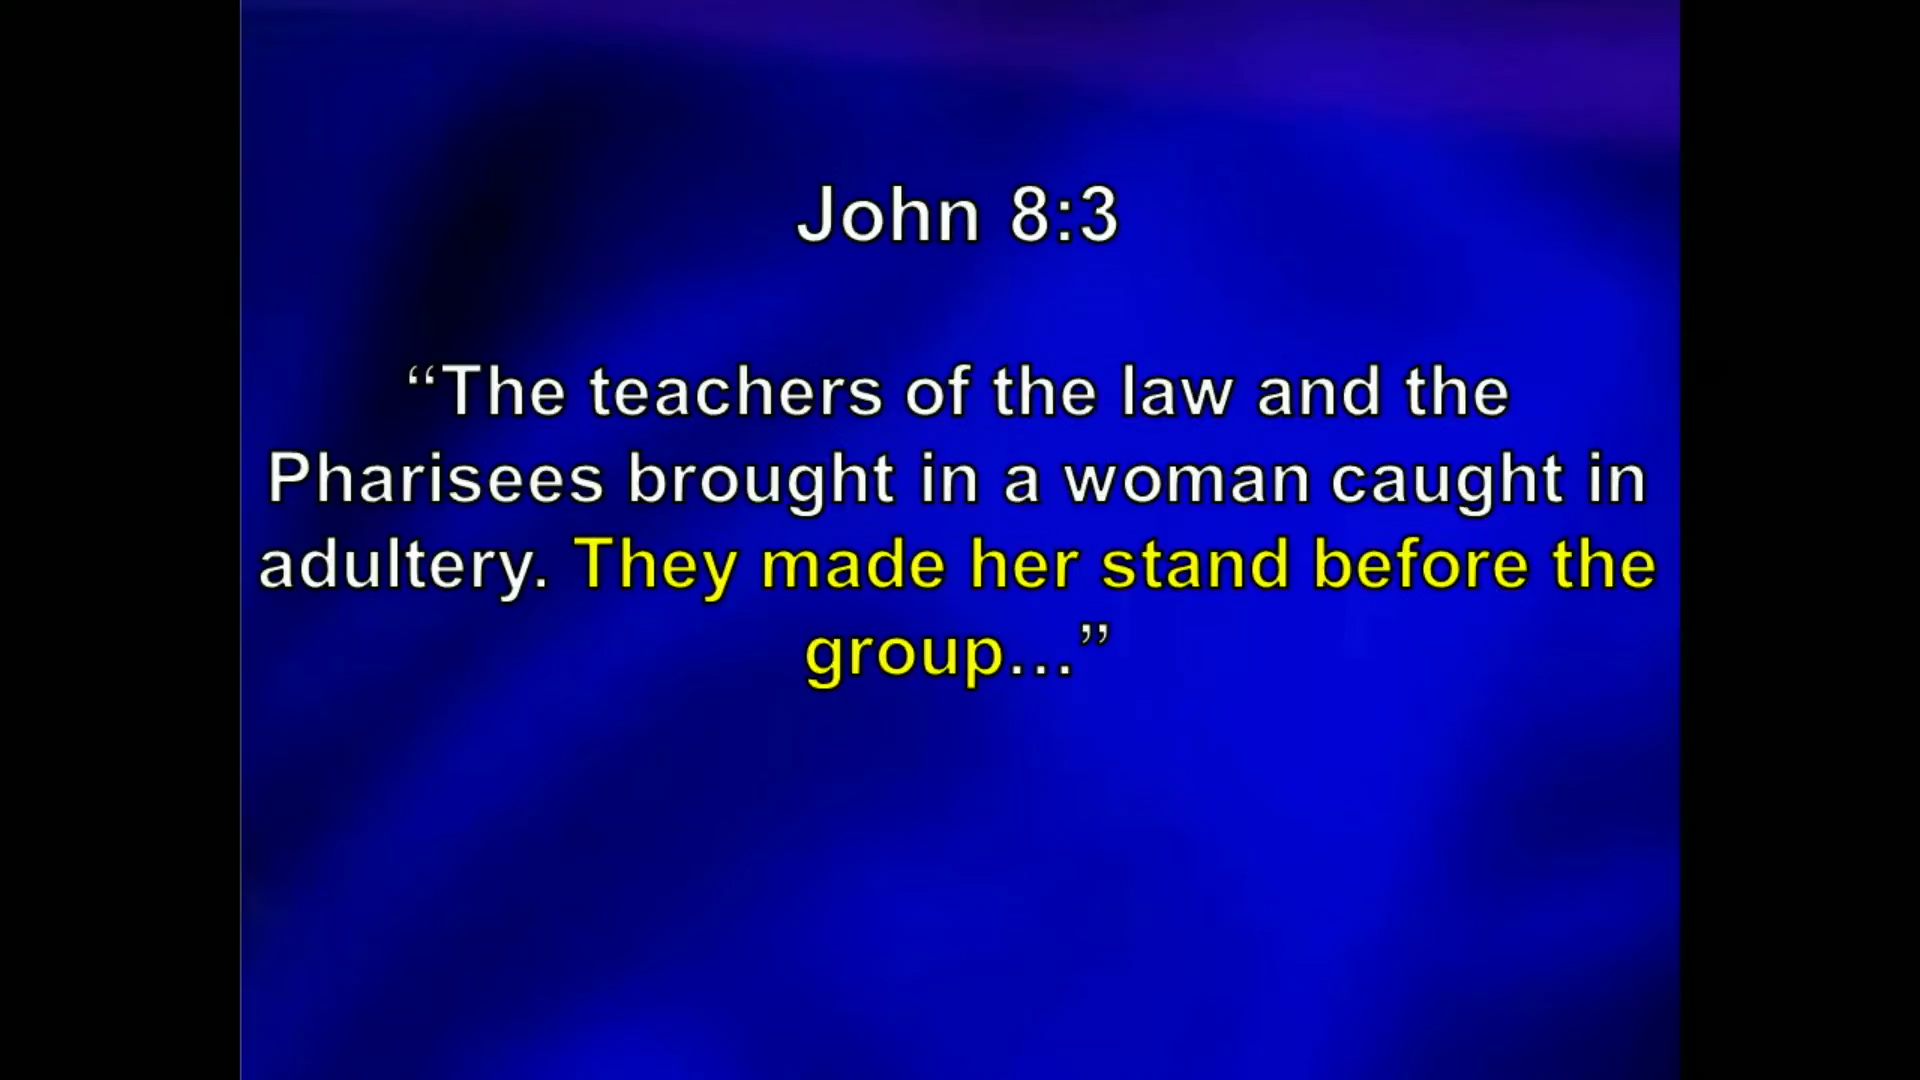 John 8:3
“The teachers of the law and the
Pharisees brought in a woman caught in
adultery. They made her stand before the
group…”